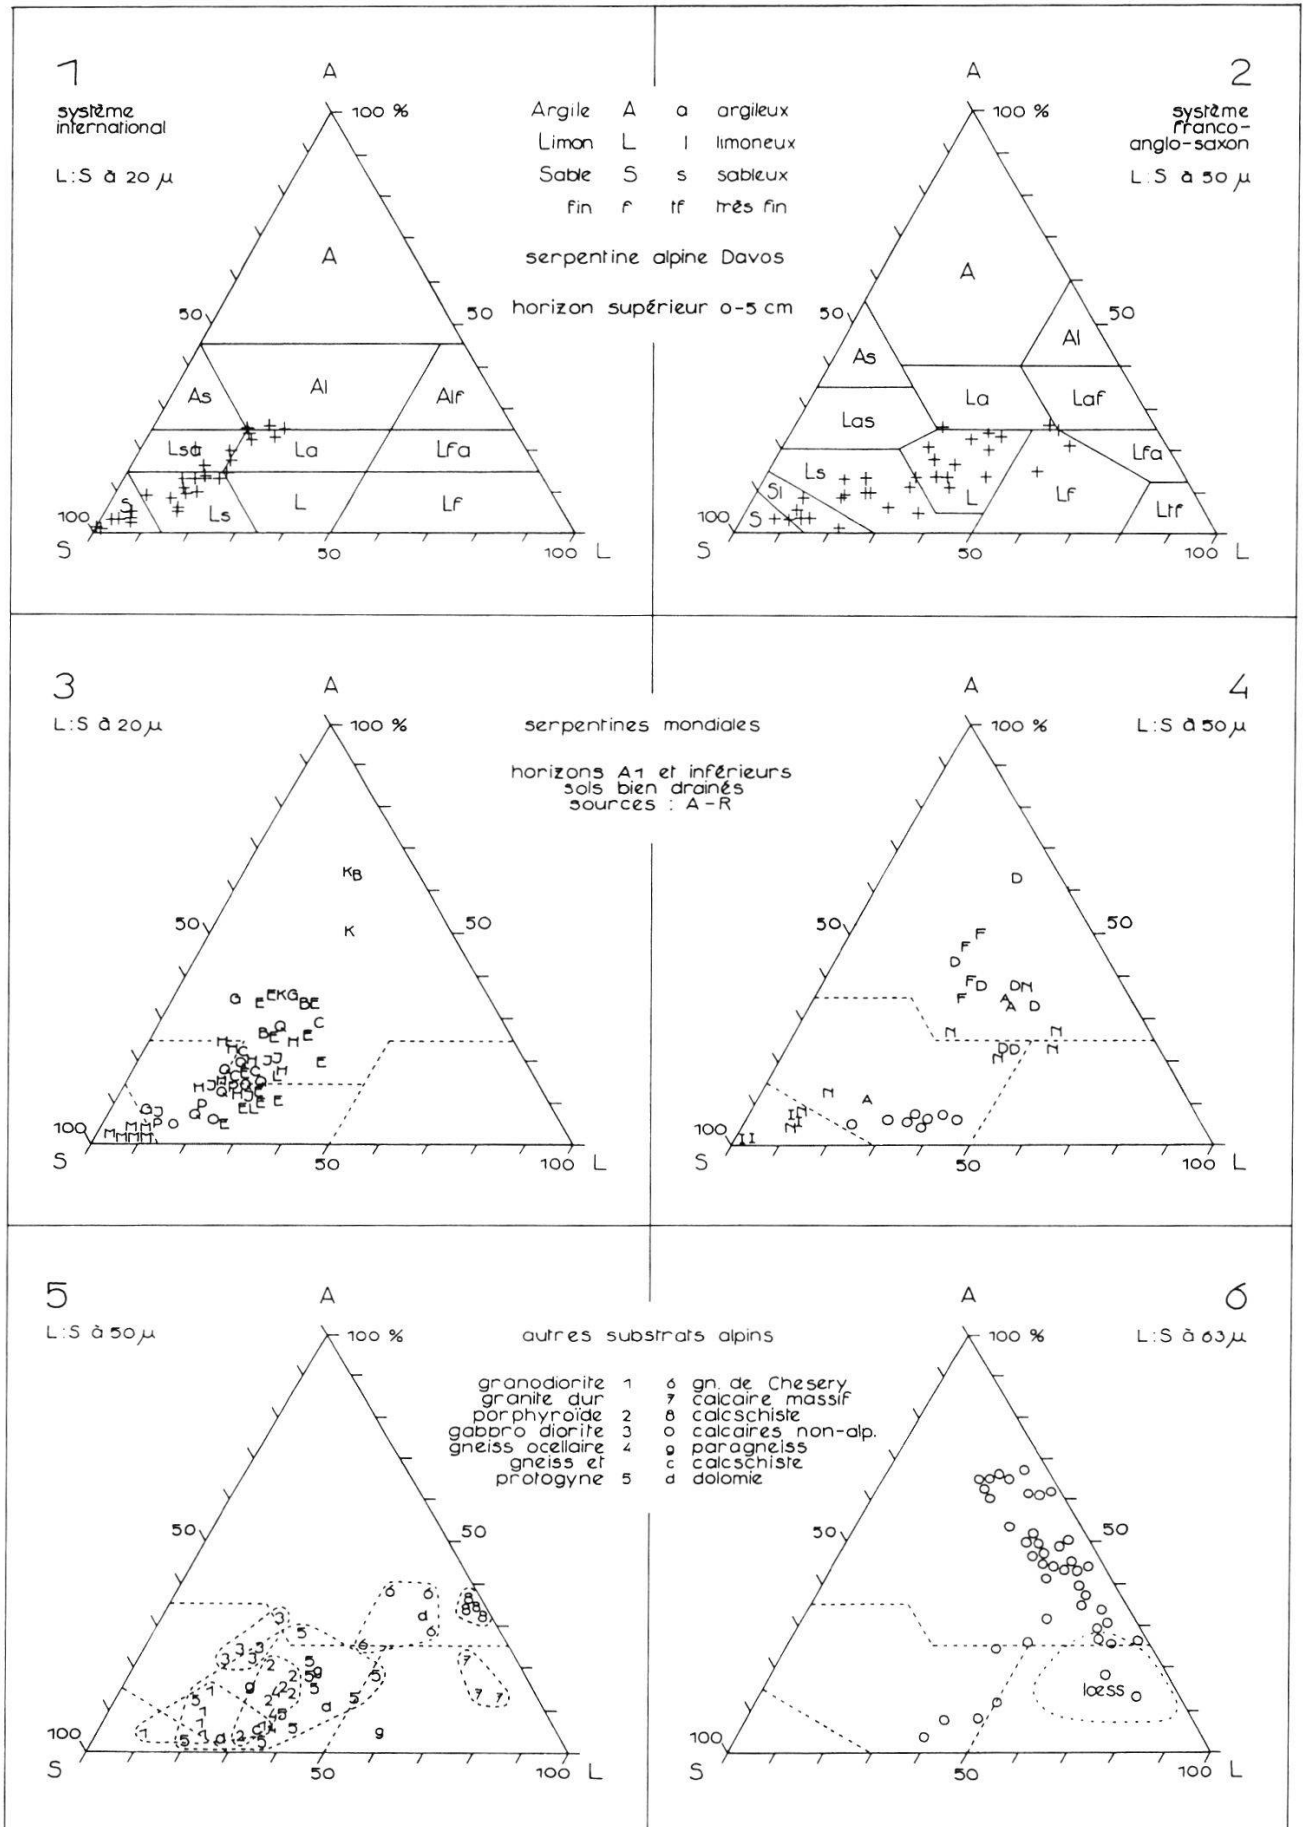 1
système
international
L:S à 20 µ
A
100 %
Argile A a argileux
Limon L l limoneux
Sable S s sableux
fin f tf très fin
serpentine alpine Davos
horizon supérieur 0-5 cm
A
50
50
As
Al
Alf
Lsa
La
Lfa
S
Ls
L
Lf
100
S
50
100 L
2
système
franco-
anglo-saxon
L:S à 50 µ
A
100 %
A
50
50
As
Al
Las
La
Laf
Lfa
Ls
Sl
S
L
Lf
Ltf
100
S
50
100 L
3
L:S à 20 µ
A
100 %
serpentines mondiales
horizons A1 et inférieurs
sols bien drainés
sources : A-R
K B
K
50
50
100
S
50
100 L
4
L:S à 50 µ
A
100 %
D
50
50
F
F
D
100
S
50
100 L
5
L:S à 50 µ
A
100 %
autres substrats alpins
granodiorite 1 6 gn. de Chesery
granite dur 7 calcaire massif
porphyroïde 2 8 calcschiste
gabbro diorite 3 o calcaires non-alp.
gneiss ocellaire 4 g paragneiss
gneiss et c calcschiste
protogyne 5 d dolomie
50
50
100
S
50
100 L
6
L:S à 63 µ
A
100 %
50
50
lœss
100
S
50
100 L